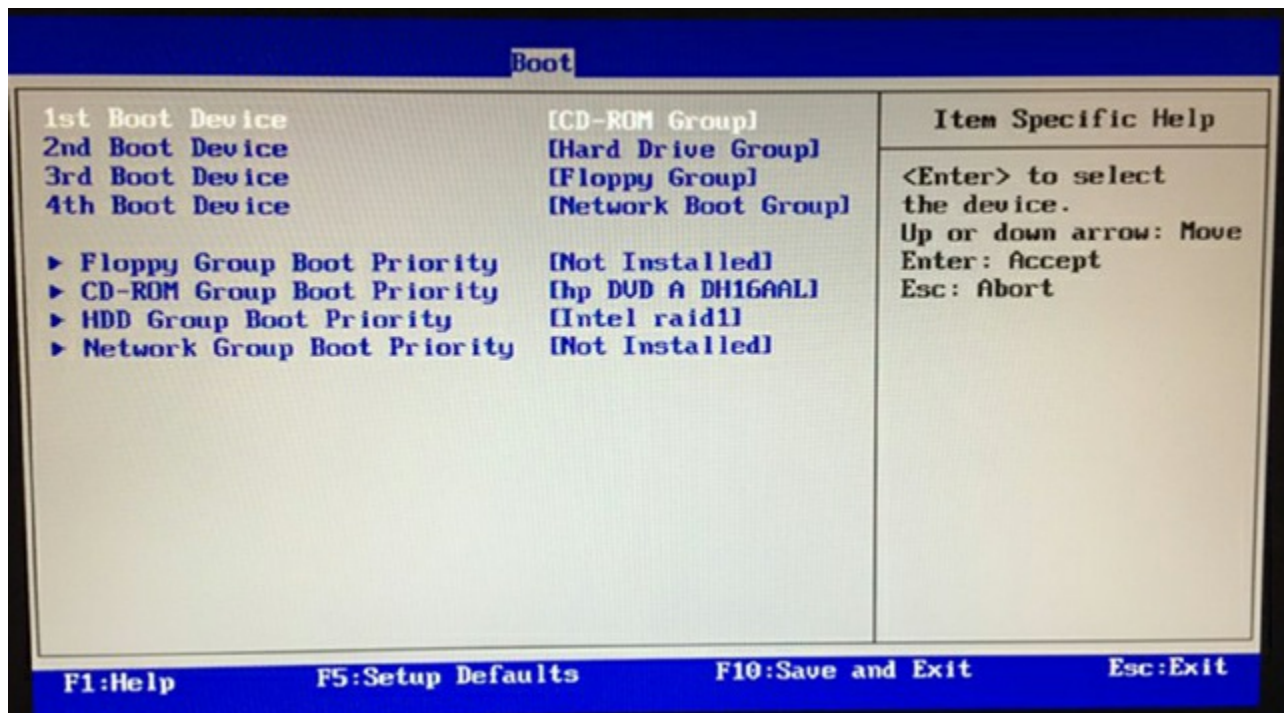 Boot
1st Boot Device [CD-ROM Group]
2nd Boot Device [Hard Drive Group]
3rd Boot Device [Floppy Group]
4th Boot Device [Network Boot Group]
▶ Floppy Group Boot Priority [Not Installed]
▶ CD-ROM Group Boot Priority [hp DVD A DH16AAL]
▶ HDD Group Boot Priority [Intel raid1]
▶ Network Group Boot Priority [Not Installed]
Item Specific Help
<Enter> to select
the device.
Up or down arrow: Move
Enter: Accept
Esc: Abort
F1:Help F5:Setup Defaults F10:Save and Exit Esc:Exit